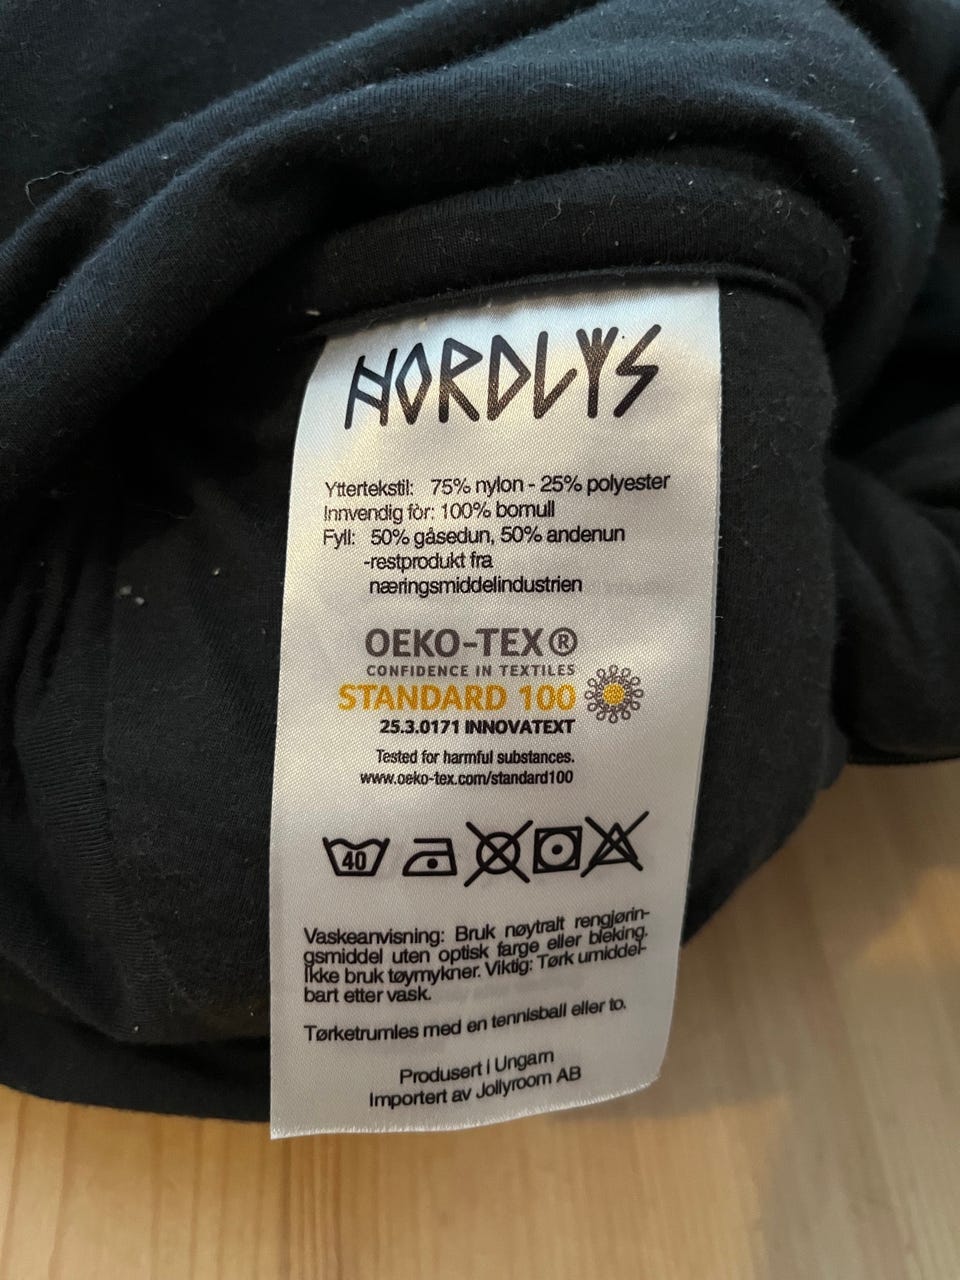 NORDLYS
Yttertekstil: 75% nylon - 25% polyester
Innvendig fòr: 100% bomull
Fyll: 50% gåsedun, 50% andenun
-restprodukt fra
næringsmiddelindustrien
OEKO-TEX®
CONFIDENCE IN TEXTILES
STANDARD 100
25.3.0171 INNOVATEXT
Tested for harmful substances.
www.oeko-tex.com/standard100
40
Vaskeanvisning: Bruk nøytralt rengjørin-
gsmiddel uten optisk farge eller bleking.
Ikke bruk tøymykner. Viktig: Tørk umiddel-
bart etter vask.
Tørketrumles med en tennisball eller to.
Produsert i Ungarn
Importert av Jollyroom AB